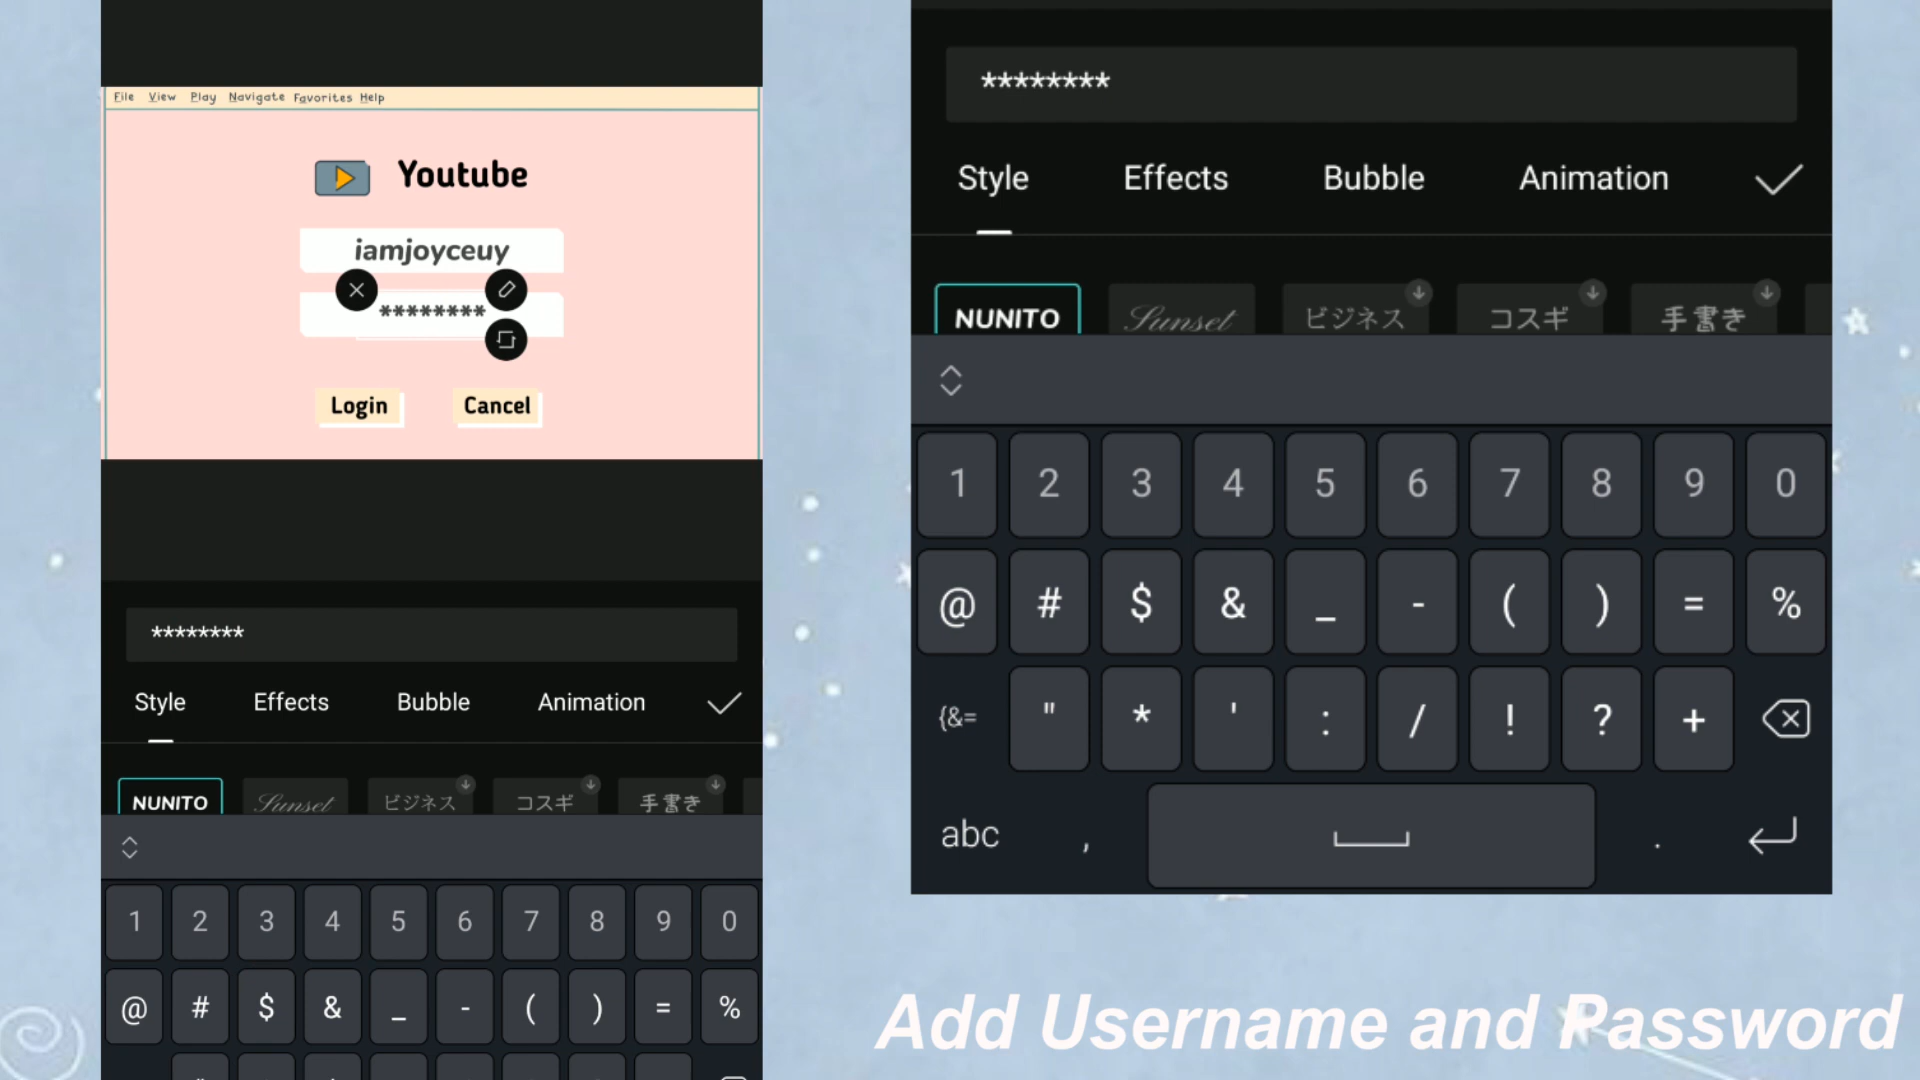 File View Play Navigate Favorites Help
Youtube
iamjoyceuy
********
Login Cancel
********
Style Effects Bubble Animation
NUNITO Sunset ビジネス コスギ 手書き
1 2 3 4 5 6 7 8 9 0
@ # $ & _ - ( ) = %
********
Style Effects Bubble Animation
NUNITO Sunset ビジネス コスギ 手書き
1 2 3 4 5 6 7 8 9 0
@ # $ & _ - ( ) = %
{&= " * ' : / ! ? +
abc , .
Add Username and Password